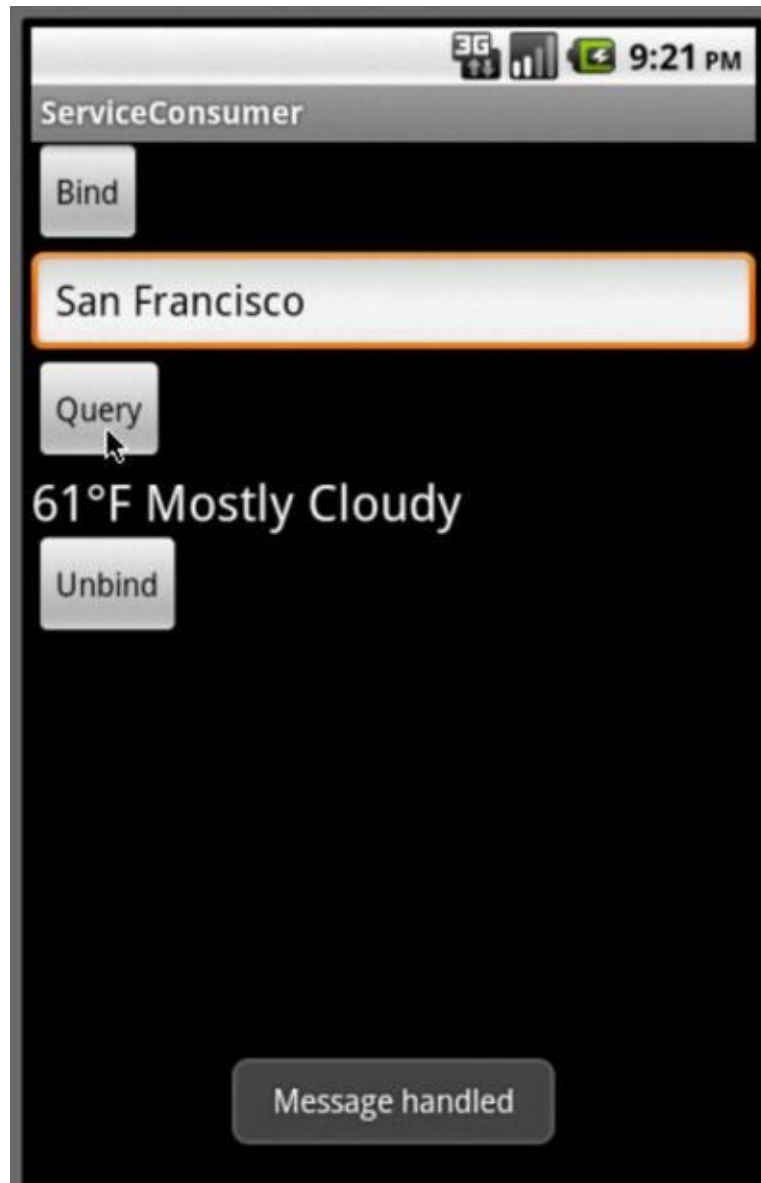 3G 9:21 PM
ServiceConsumer
Bind
San Francisco
Query
61°F Mostly Cloudy
Unbind
Message handled